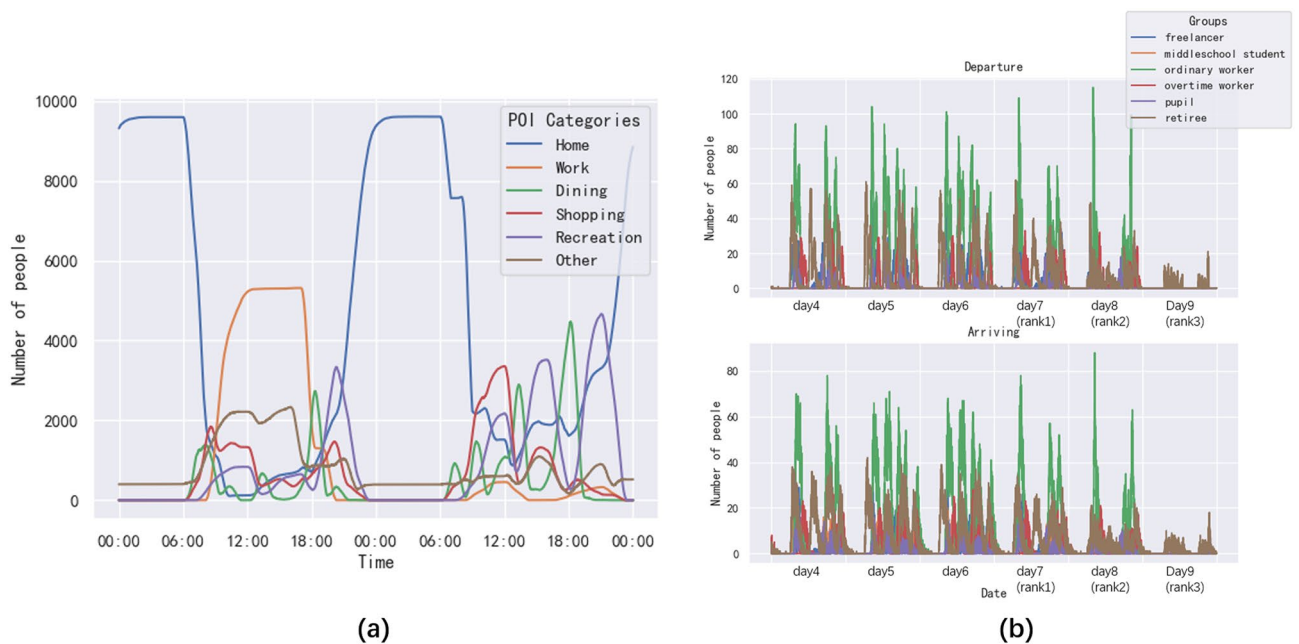 10000
8000
6000
4000
2000
0
Number of people
POI Categories
Home
Work
Dining
Shopping
Recreation
Other
00:00 06:00 12:00 18:00 00:00 06:00 12:00 18:00 00:00
Time
(a)
Groups
freelancer
middleschool student
ordinary worker
overtime worker
pupil
retiree
Departure
120
100
80
60
40
20
0
Number of people
day4 day5 day6 day7 day8 Day9
(rank1) (rank2) (rank3)
Arriving
80
60
40
20
0
Number of people
day4 day5 day6 day7 day8 Day9
(rank1) (rank2) (rank3)
Date
(b)